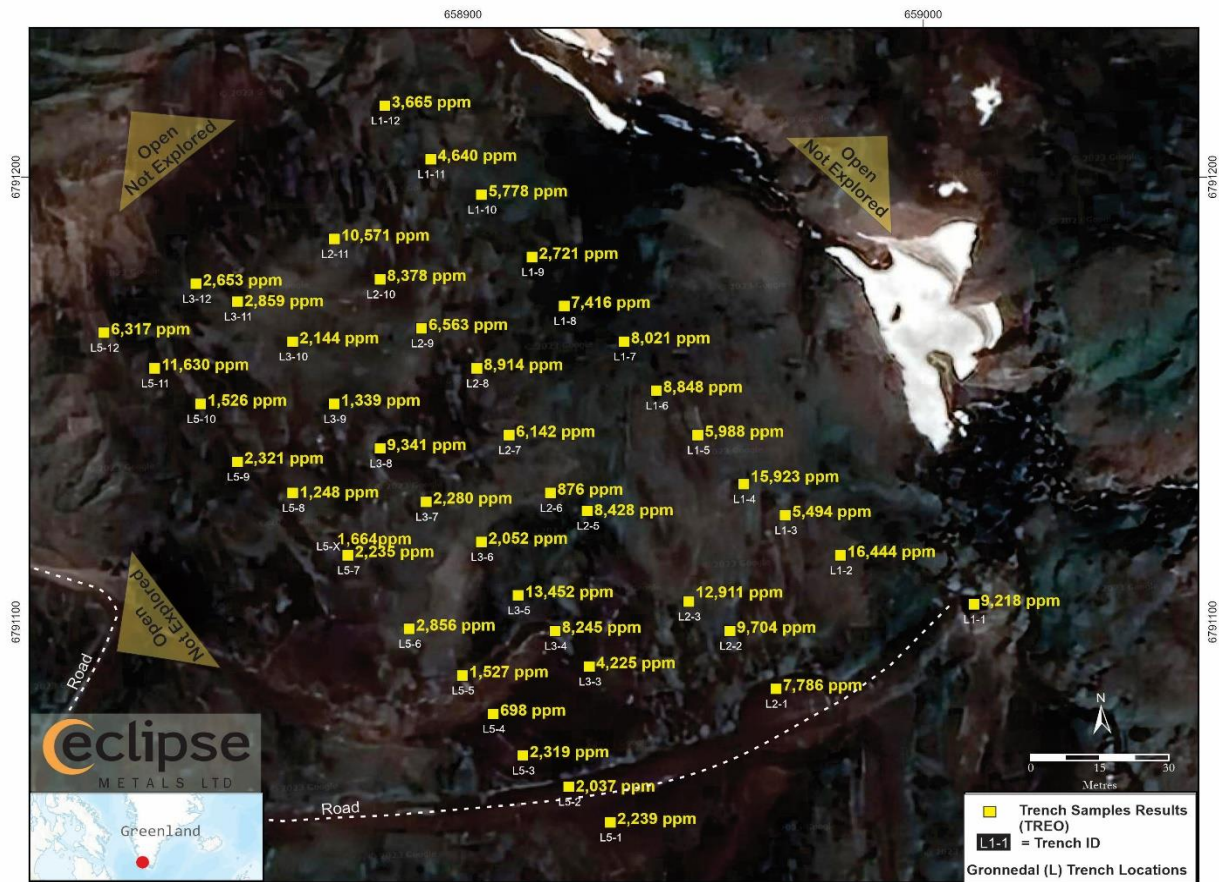 658900
659000
6791200
6791200
6791100
6791100
Open
Not Explored
Open
Not Explored
Open
Not Explored
3,665 ppm
L1-12
4,640 ppm
L1-11
5,778 ppm
L1-10
10,571 ppm
L2-11
2,721 ppm
L1-9
8,378 ppm
L2-10
2,653 ppm
L3-12
2,859 ppm
L3-11
7,416 ppm
L1-8
6,317 ppm
L5-12
2,144 ppm
L3-10
6,563 ppm
L2-9
8,021 ppm
L1-7
11,630 ppm
L5-11
8,914 ppm
L2-8
8,848 ppm
L1-6
1,526 ppm
L5-10
1,339 ppm
L3-9
6,142 ppm
L2-7
5,988 ppm
L1-5
9,341 ppm
L3-8
2,321 ppm
L5-9
15,923 ppm
L1-4
1,248 ppm
L5-8
2,280 ppm
L3-7
876 ppm
L2-6
8,428 ppm
L2-5
5,494 ppm
L1-3
1,664ppm
L5-X
2,235 ppm
L5-7
2,052 ppm
L3-6
16,444 ppm
L1-2
13,452 ppm
L3-5
12,911 ppm
L2-3
9,218 ppm
L1-1
2,856 ppm
L5-6
8,245 ppm
L3-4
9,704 ppm
L2-2
4,225 ppm
L3-3
1,527 ppm
L5-5
7,786 ppm
L2-1
698 ppm
L5-4
2,319 ppm
L5-3
2,037 ppm
L5-2
2,239 ppm
L5-1
Road
Road
eclipse
METALS LTD
Greenland
N
0
15
30
Metres
Trench Samples Results
(TREO)
L1-1 = Trench ID
Gronnedal (L) Trench Locations